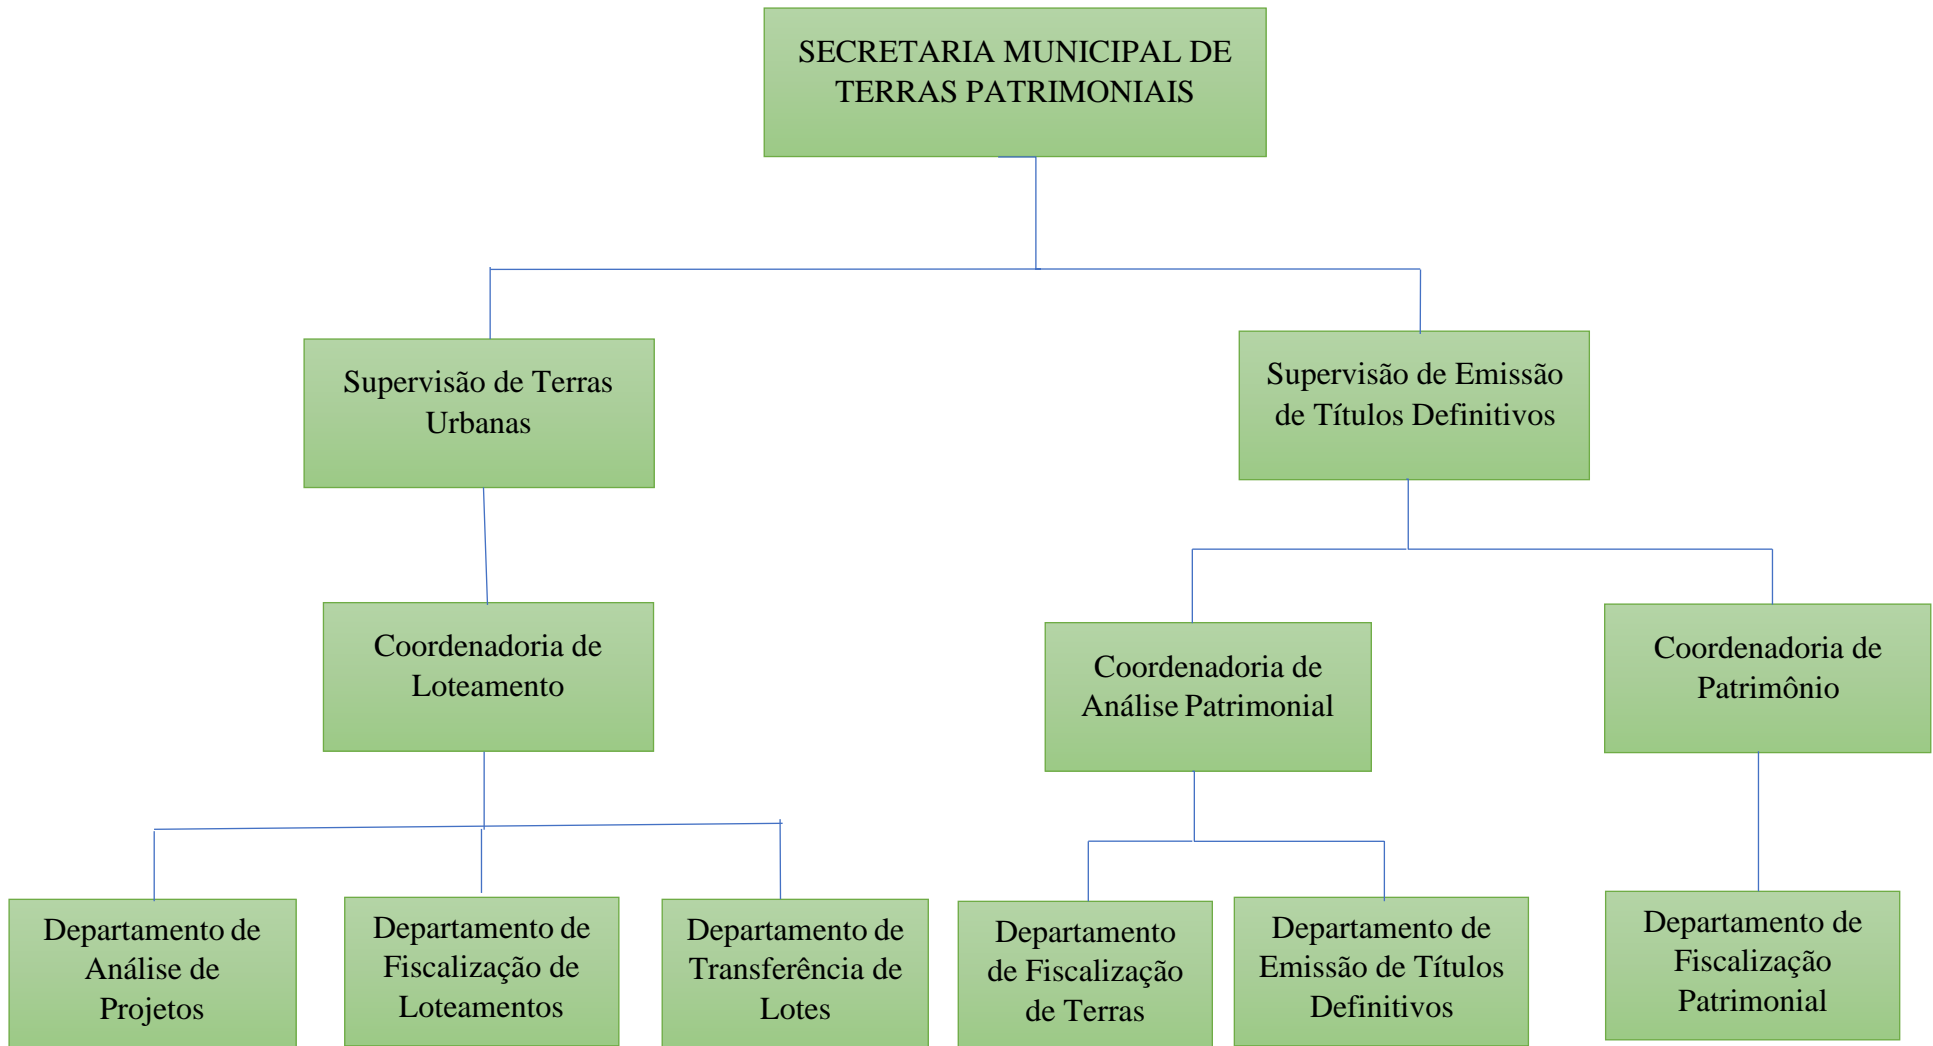 SECRETARIA MUNICIPAL DE
TERRAS PATRIMONIAIS
Supervisão de Terras
Urbanas
Supervisão de Emissão
de Títulos Definitivos
Coordenadoria de
Loteamento
Coordenadoria de
Análise Patrimonial
Coordenadoria de
Patrimônio
Departamento de
Análise de
Projetos
Departamento de
Fiscalização de
Loteamentos
Departamento de
Transferência de
Lotes
Departamento
de Fiscalização
de Terras
Departamento de
Emissão de Títulos
Definitivos
Departamento de
Fiscalização
Patrimonial